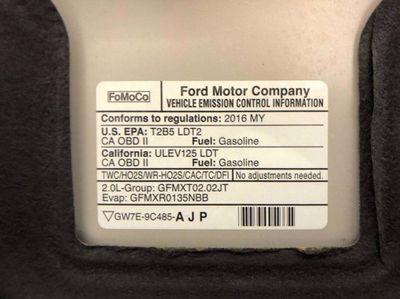 FoMoCo
Ford Motor Company
VEHICLE EMISSION CONTROL INFORMATION
Conforms to regulations: 2016 MY
U.S. EPA: T2B5 LDT2
CA OBD II Fuel: Gasoline
California: ULEV125 LDT
CA OBD II Fuel: Gasoline
TWC/HO2S/WR-HO2S/CAC/TC/DFI No adjustments needed.
2.0L-Group: GFMXT02.02JT
Evap: GFMXR0135NBB
▽GW7E-9C485-A J P